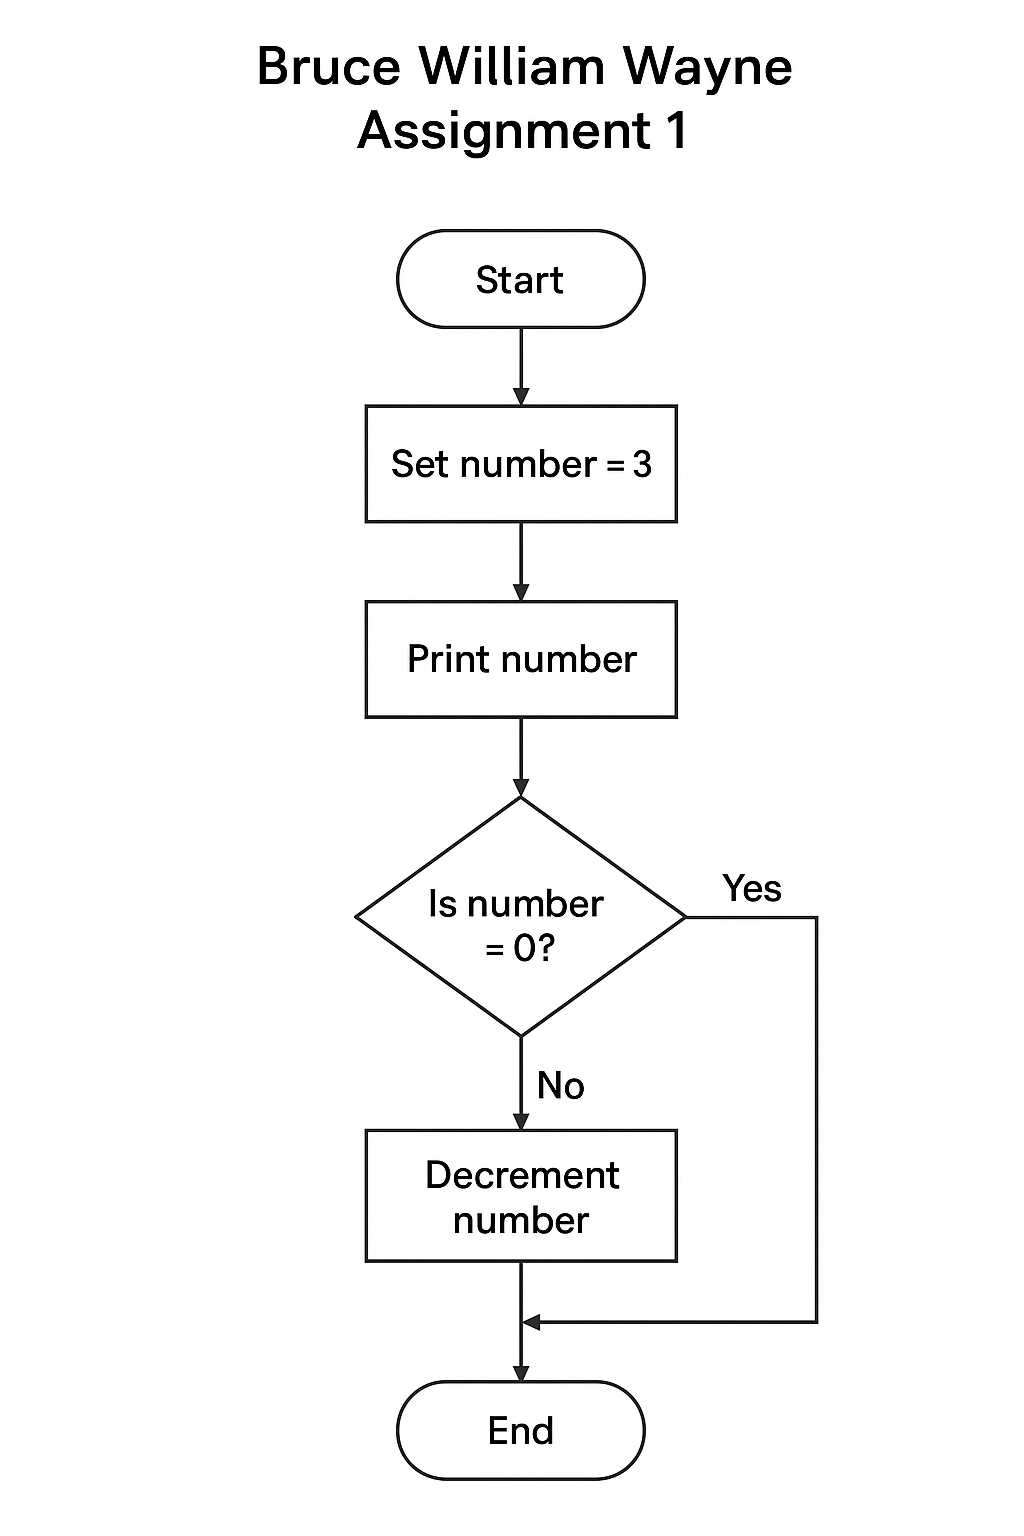 Bruce William Wayne
Assignment 1
Start
Set number = 3
Print number
Is number
= 0?
Yes
No
Decrement
number
End